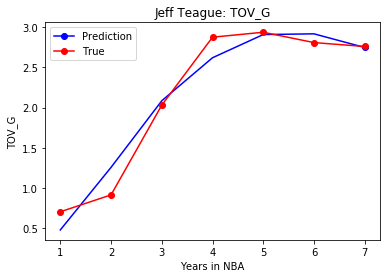 Jeff Teague: TOV_G
Prediction
True
3.0
2.5
2.0
1.5
1.0
0.5
TOV_G
1 2 3 4 5 6 7
Years in NBA